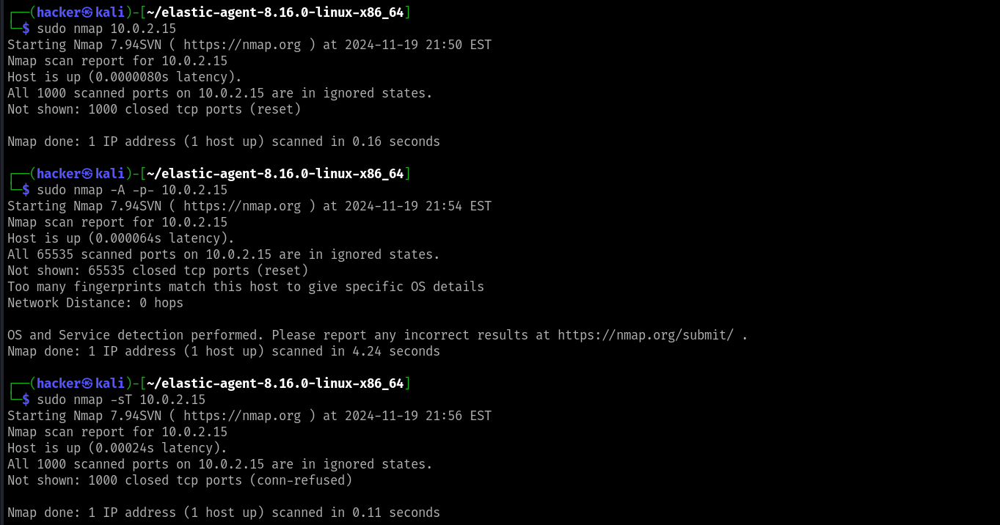 ┌──(hacker㉿kali)-[~/elastic-agent-8.16.0-linux-x86_64]
└─$ sudo nmap 10.0.2.15
Starting Nmap 7.94SVN ( https://nmap.org ) at 2024-11-19 21:50 EST
Nmap scan report for 10.0.2.15
Host is up (0.0000080s latency).
All 1000 scanned ports on 10.0.2.15 are in ignored states.
Not shown: 1000 closed tcp ports (reset)

Nmap done: 1 IP address (1 host up) scanned in 0.16 seconds

┌──(hacker㉿kali)-[~/elastic-agent-8.16.0-linux-x86_64]
└─$ sudo nmap -A -p- 10.0.2.15
Starting Nmap 7.94SVN ( https://nmap.org ) at 2024-11-19 21:54 EST
Nmap scan report for 10.0.2.15
Host is up (0.000064s latency).
All 65535 scanned ports on 10.0.2.15 are in ignored states.
Not shown: 65535 closed tcp ports (reset)
Too many fingerprints match this host to give specific OS details
Network Distance: 0 hops

OS and Service detection performed. Please report any incorrect results at https://nmap.org/submit/ .
Nmap done: 1 IP address (1 host up) scanned in 4.24 seconds

┌──(hacker㉿kali)-[~/elastic-agent-8.16.0-linux-x86_64]
└─$ sudo nmap -sT 10.0.2.15
Starting Nmap 7.94SVN ( https://nmap.org ) at 2024-11-19 21:56 EST
Nmap scan report for 10.0.2.15
Host is up (0.00024s latency).
All 1000 scanned ports on 10.0.2.15 are in ignored states.
Not shown: 1000 closed tcp ports (conn-refused)

Nmap done: 1 IP address (1 host up) scanned in 0.11 seconds